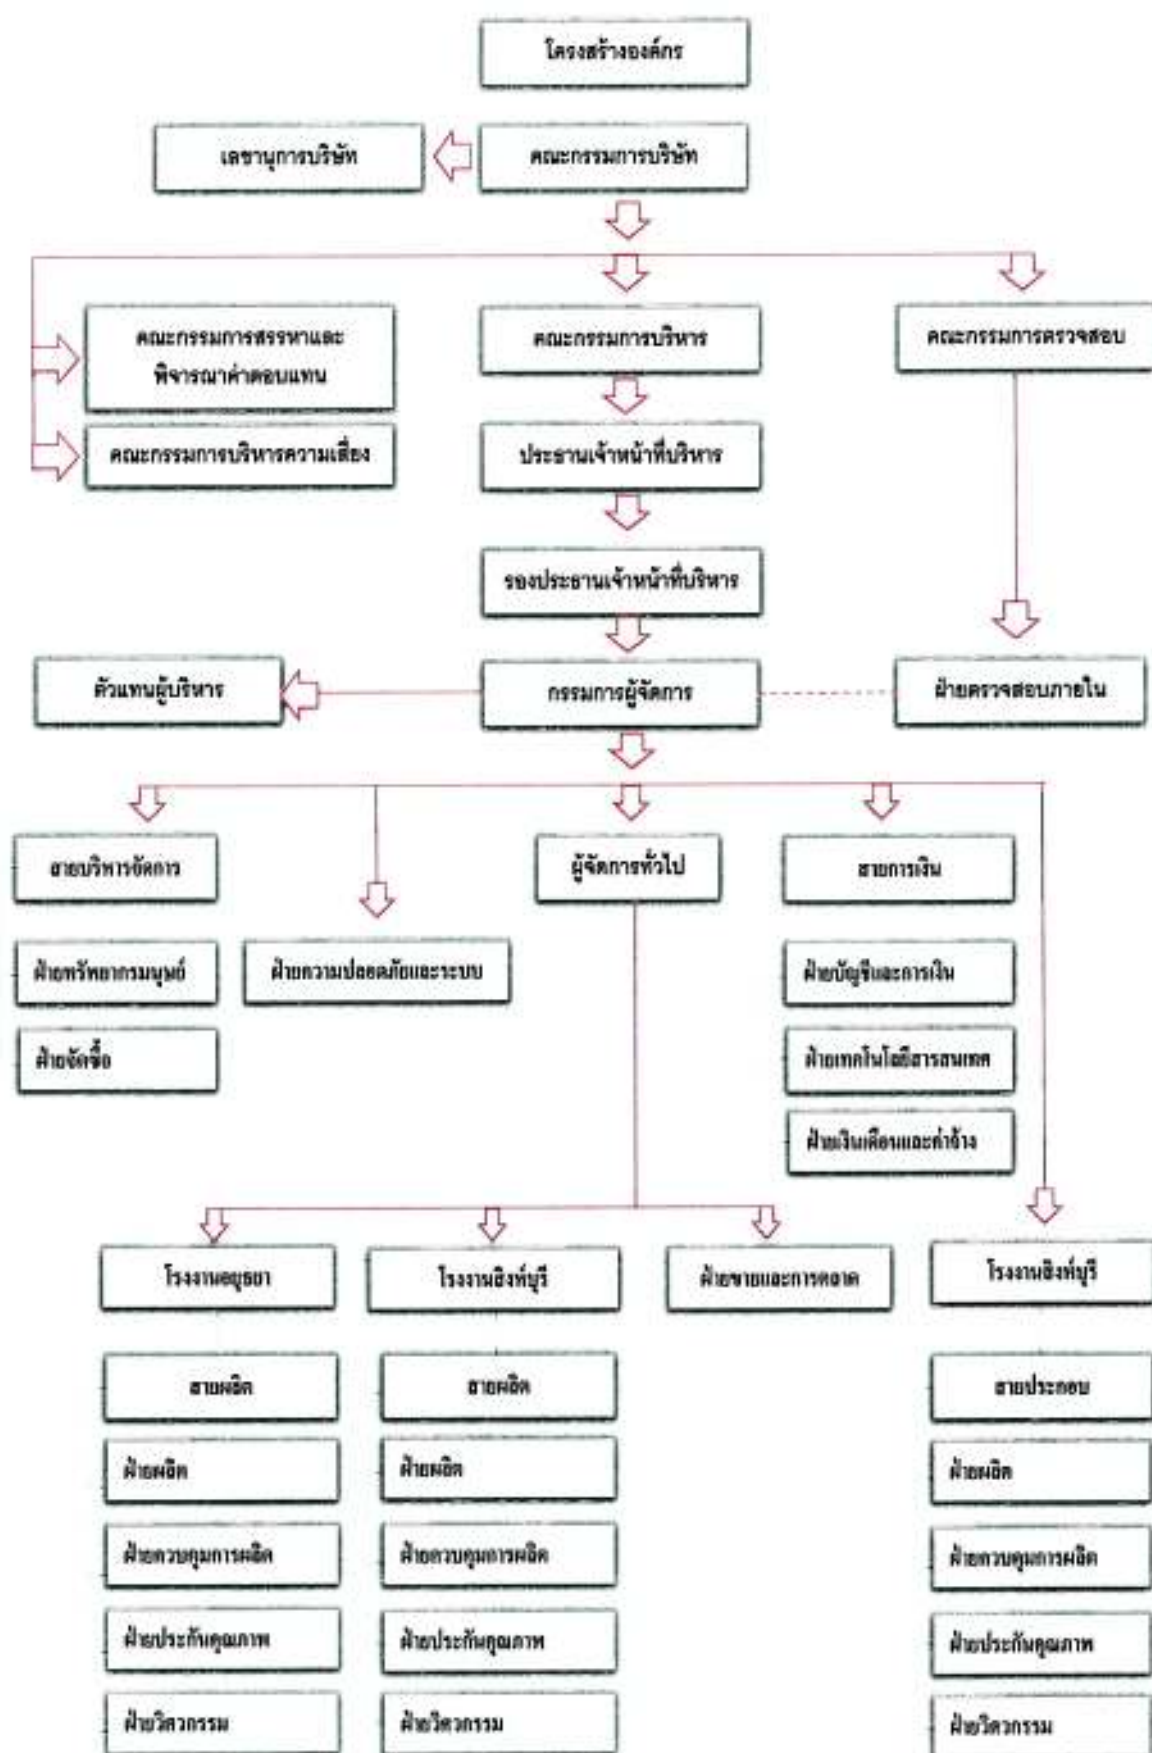 โครงสร้างองค์กร
เลขานุการบริษัท
คณะกรรมการบริษัท
คณะกรรมการสรรหาและ
พิจารณาค่าตอบแทน
คณะกรรมการบริหาร
คณะกรรมการตรวจสอบ
คณะกรรมการบริหารความเสี่ยง
ประธานเจ้าหน้าที่บริหาร
รองประธานเจ้าหน้าที่บริหาร
ตัวแทนผู้บริหาร
กรรมการผู้จัดการ
ฝ่ายตรวจสอบภายใน
สายบริหารจัดการ
ผู้จัดการทั่วไป
สายการเงิน
ฝ่ายทรัพยากรมนุษย์
ฝ่ายความปลอดภัยและระบบ
ฝ่ายบัญชีและการเงิน
ฝ่ายจัดซื้อ
ฝ่ายเทคโนโลยีสารสนเทศ
ฝ่ายเงินเดือนและค่าจ้าง
โรงงานอยุธยา
โรงงานสิงห์บุรี
ฝ่ายขายและการตลาด
โรงงานสิงห์บุรี
สายผลิต
สายผลิต
สายประกอบ
ฝ่ายผลิต
ฝ่ายผลิต
ฝ่ายผลิต
ฝ่ายควบคุมการผลิต
ฝ่ายควบคุมการผลิต
ฝ่ายควบคุมการผลิต
ฝ่ายประกันคุณภาพ
ฝ่ายประกันคุณภาพ
ฝ่ายประกันคุณภาพ
ฝ่ายวิศวกรรม
ฝ่ายวิศวกรรม
ฝ่ายวิศวกรรม